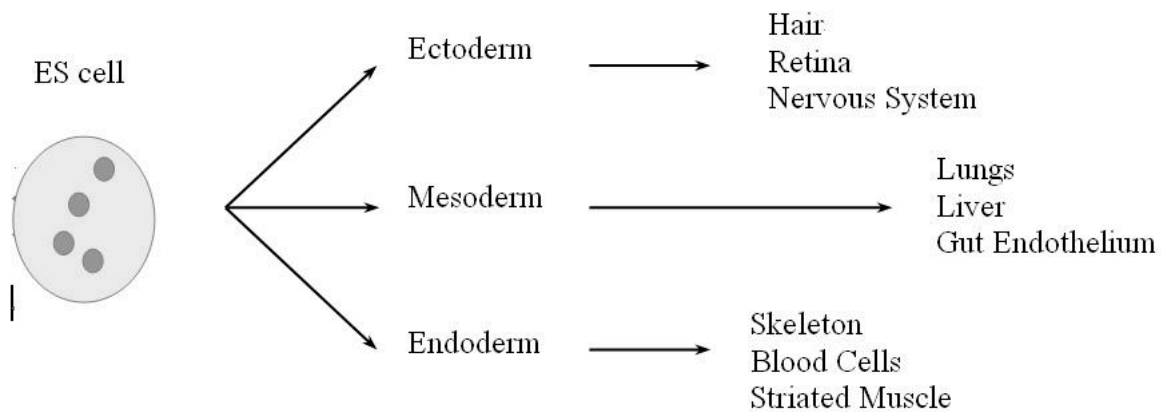 ES cell
Ectoderm
Hair
Retina
Nervous System
Mesoderm
Lungs
Liver
Gut Endothelium
Endoderm
Skeleton
Blood Cells
Striated Muscle